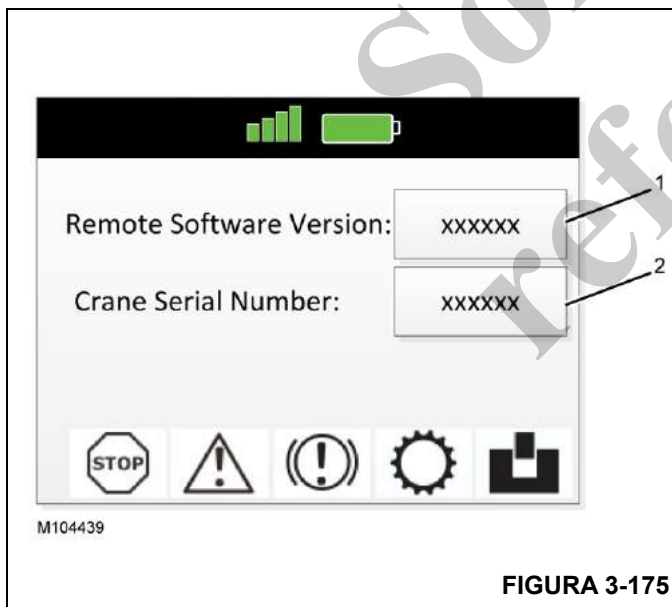 Remote Software Version: xxxxxx 1
Crane Serial Number: xxxxxx 2
STOP
M104439
FIGURA 3-175